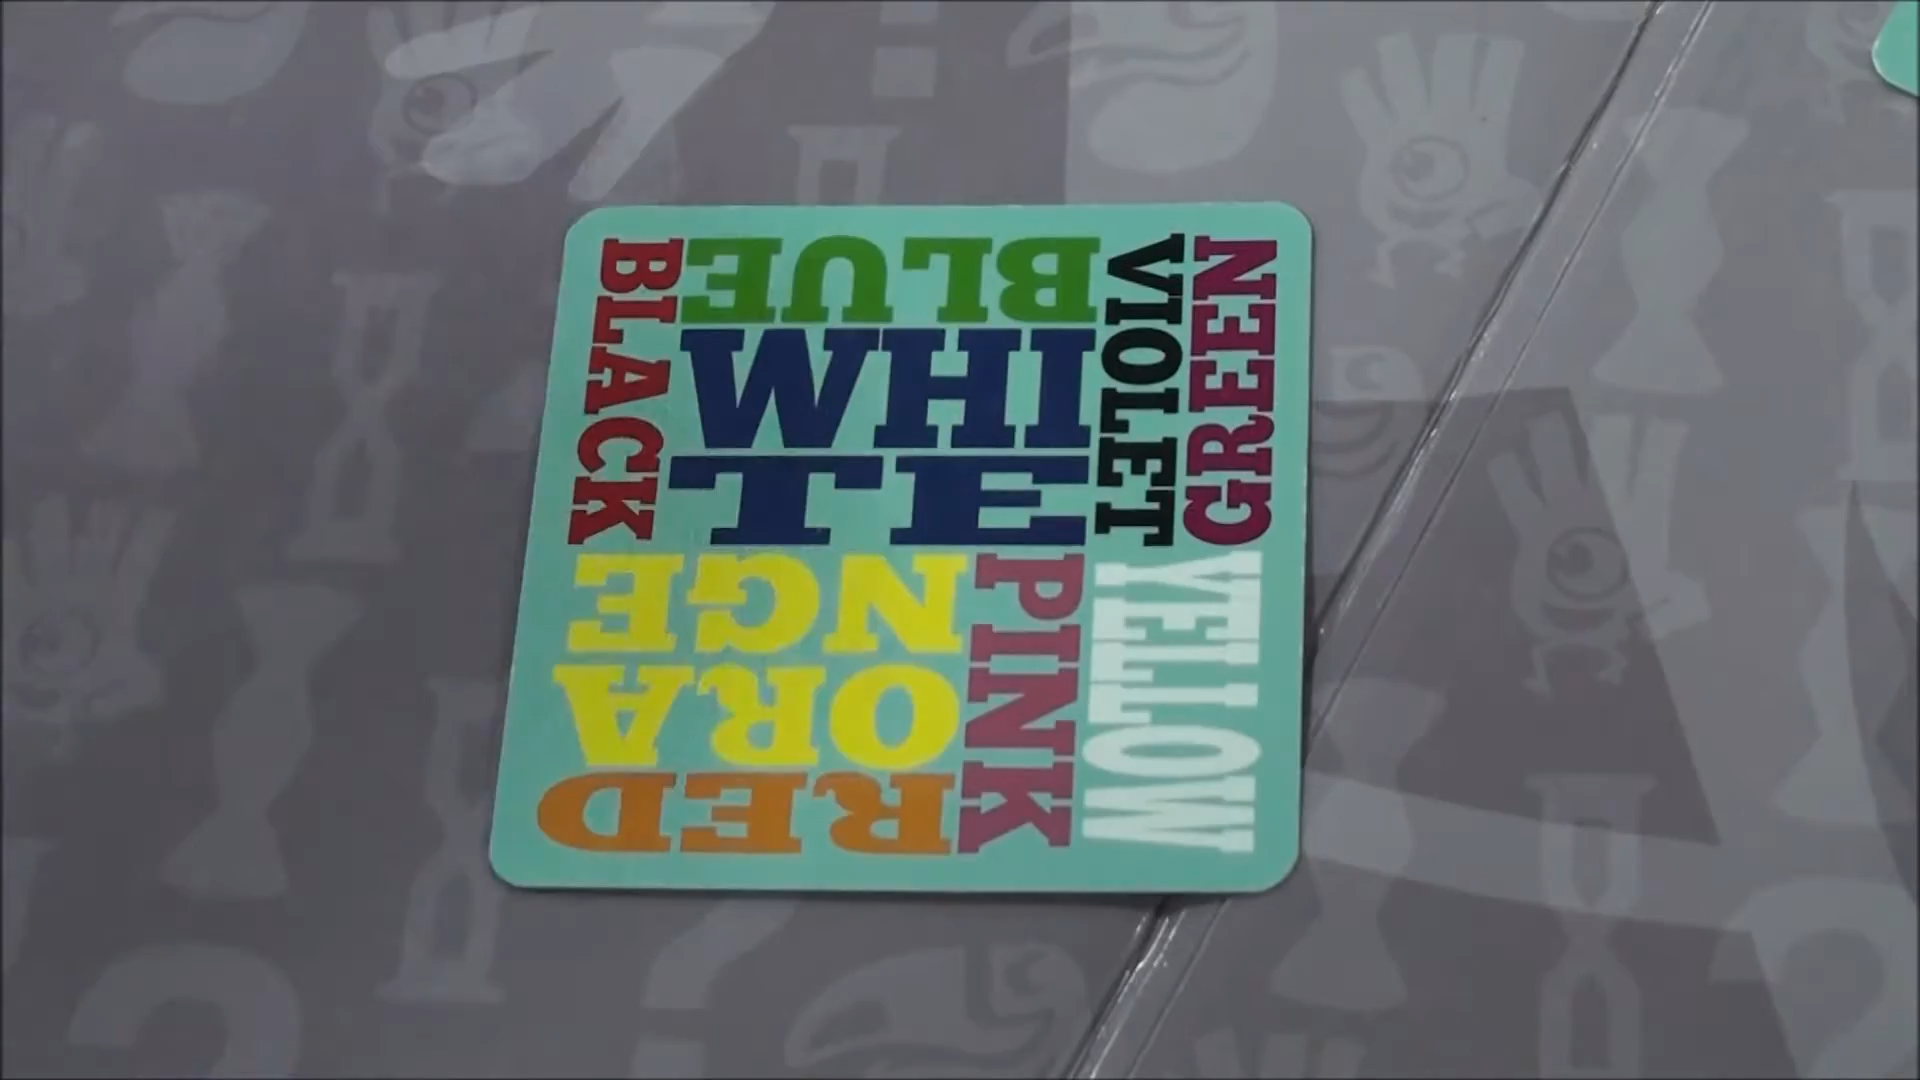 BLACK
BLUE
WHI
TE
VIOLET
GREEN
ORA
NGE
RED
PINK
YELLOW